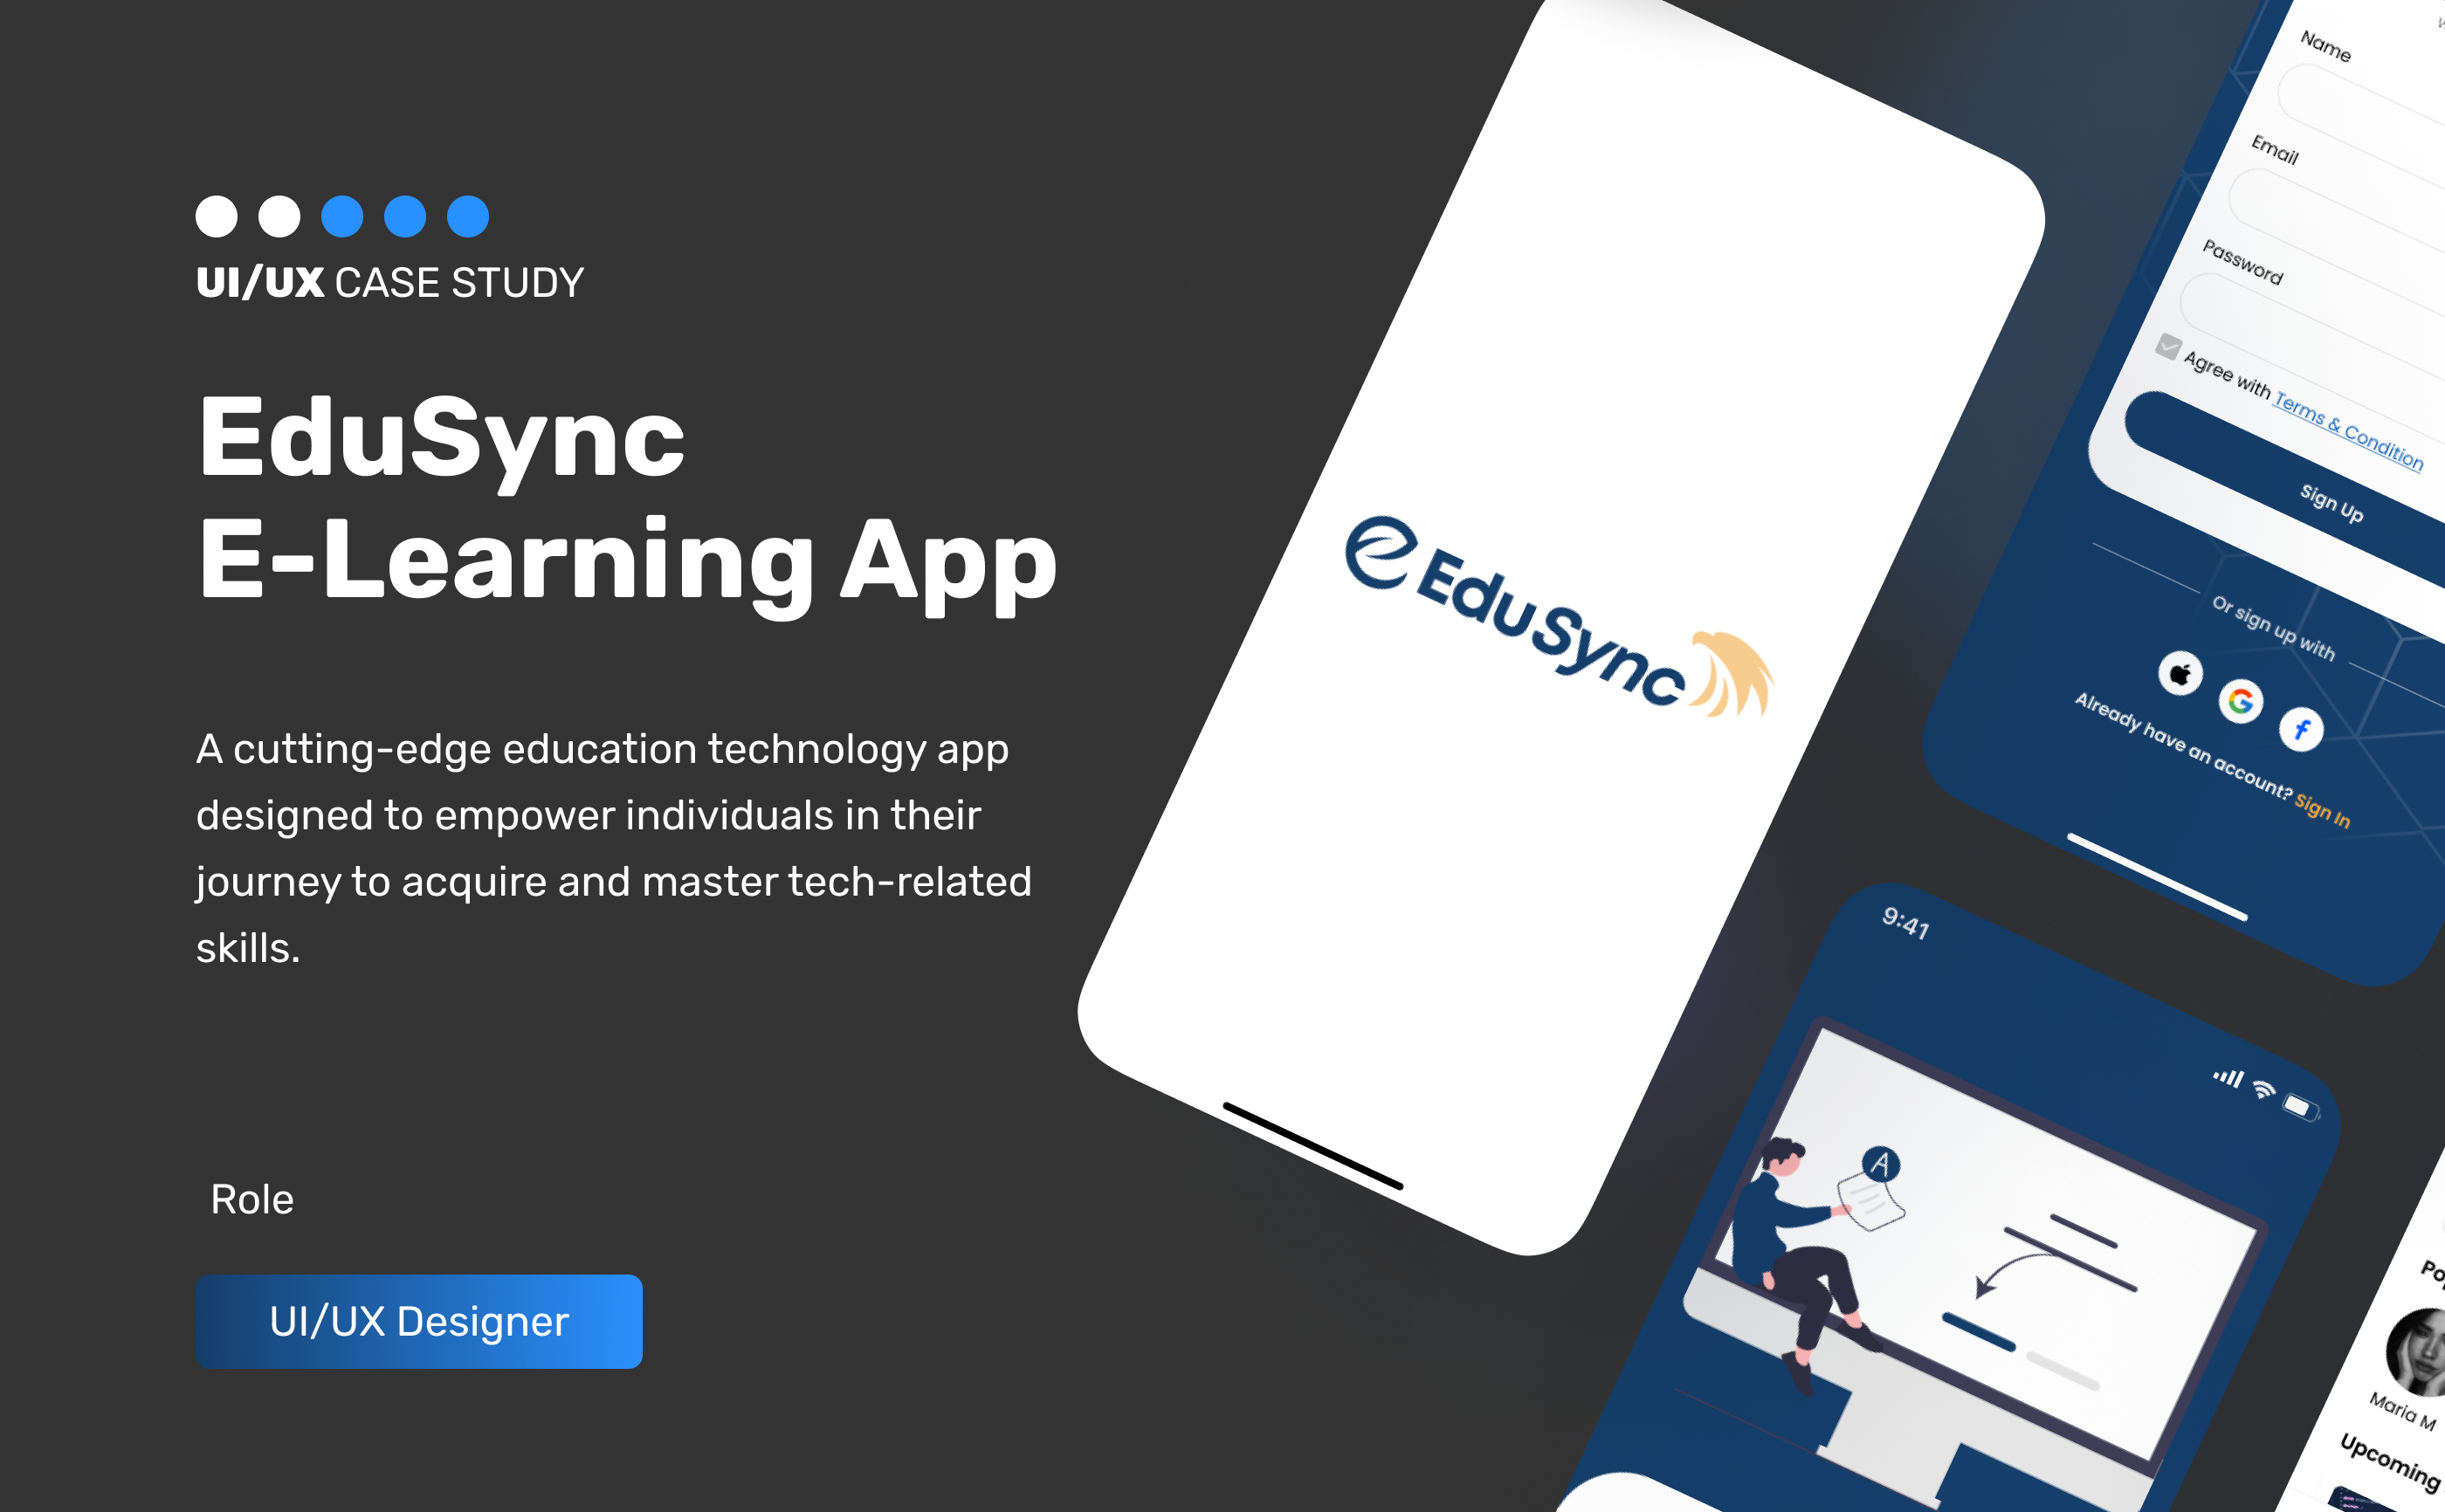 UI/UX CASE STUDY
EduSync
E-Learning App
A cutting-edge education technology app
designed to empower individuals in their
journey to acquire and master tech-related
skills.
Role
UI/UX Designer
EduSync
Name
Email
Password
Agree with Terms & Condition
Sign Up
Or sign up with
Already have an account? Sign In
9:41
A
Maria M
Upcoming